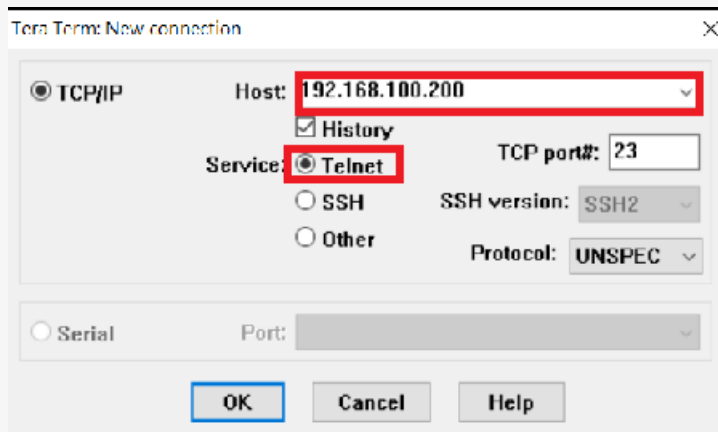 Tera Term: New connection
TCP/IP Host: 192.168.100.200
History
Service: Telnet TCP port#: 23
SSH SSH version: SSH2
Other Protocol: UNSPEC
Serial Port:
OK Cancel Help